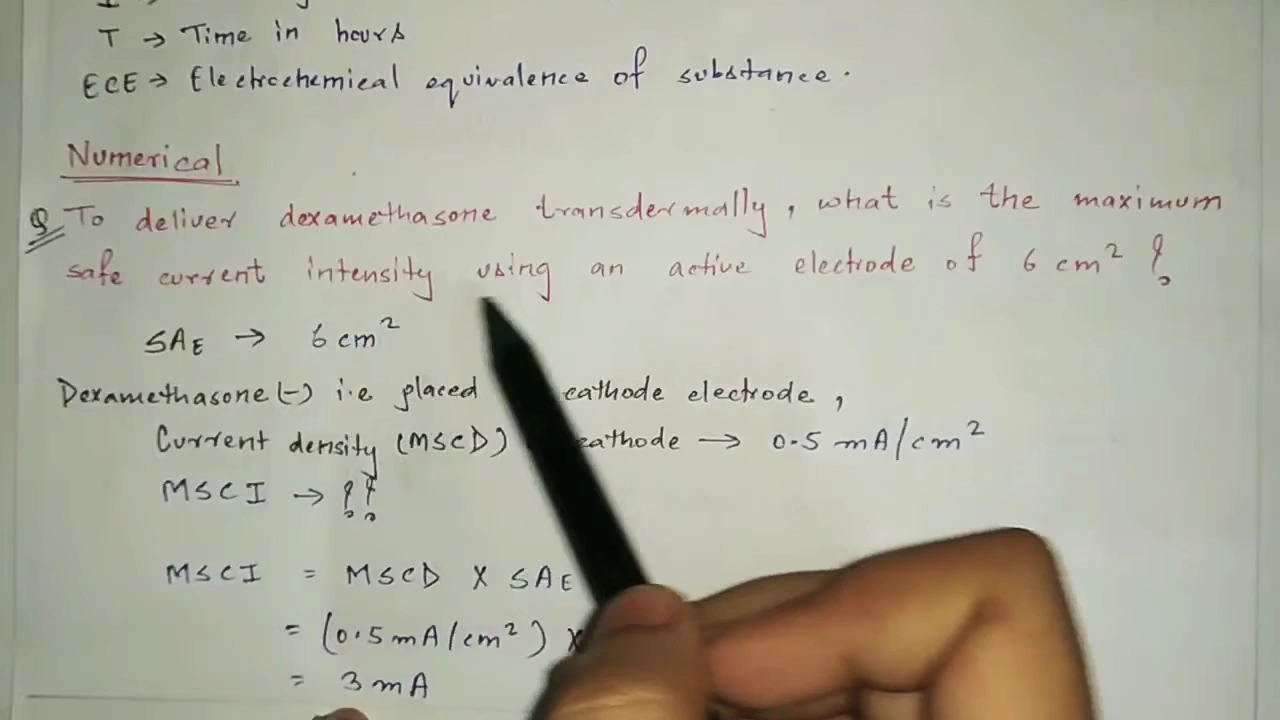 T → Time in hours
ECE → Electrochemical equivalence of substance.
Numerical
Q To deliver dexamethasone transdermally, what is the maximum
safe current intensity using an active electrode of 6 cm² ?
SAE → 6 cm²
Dexamethasone (-) i.e placed cathode electrode,
Current density (MSCD) cathode → 0.5 mA/cm²
MSCI → ??
MSCI = MSCD X SAE
= (0.5 mA/cm²) x
= 3 mA